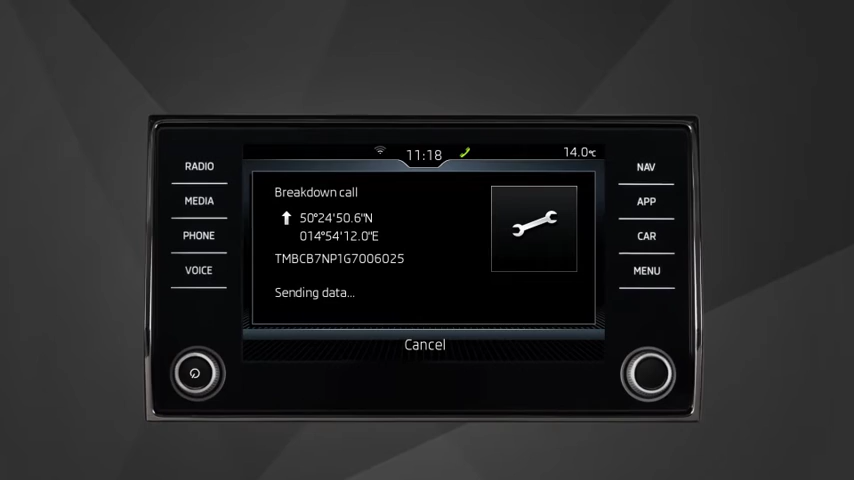 11:18
14.0°C
RADIO
MEDIA
PHONE
VOICE
Breakdown call
50°24'50.6"N
014°54'12.0"E
TMBCB7NP1G7006025
Sending data...
Cancel
NAV
APP
CAR
MENU